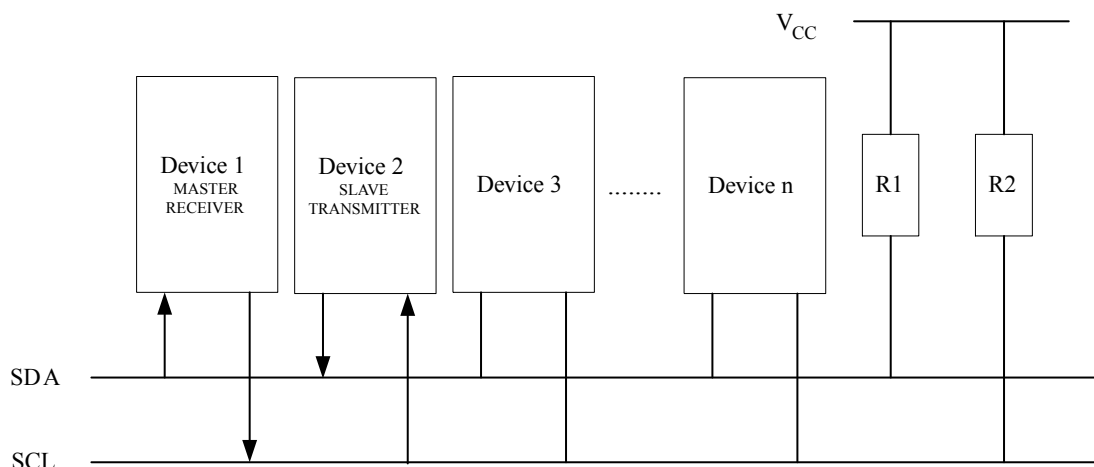 V_CC
Device 1
MASTER
RECEIVER
Device 2
SLAVE
TRANSMITTER
Device 3
........
Device n
R1
R2
SDA
SCL